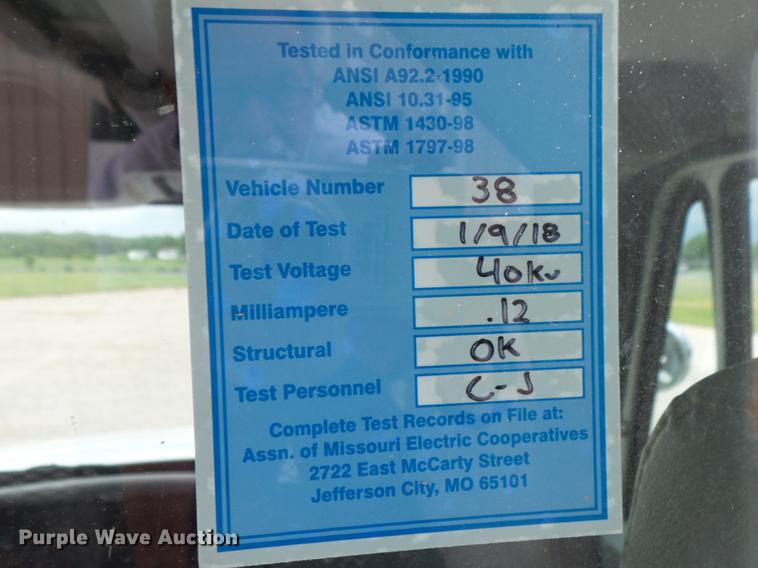 Tested in Conformance with
ANSI A92.2-1990
ANSI 10.31-95
ASTM 1430-98
ASTM 1797-98
Vehicle Number 38
Date of Test 1/9/18
Test Voltage 40kv
Milliampere .12
Structural OK
Test Personnel C-J
Complete Test Records on File at:
Assn. of Missouri Electric Cooperatives
2722 East McCarty Street
Jefferson City, MO 65101
Purple Wave Auction